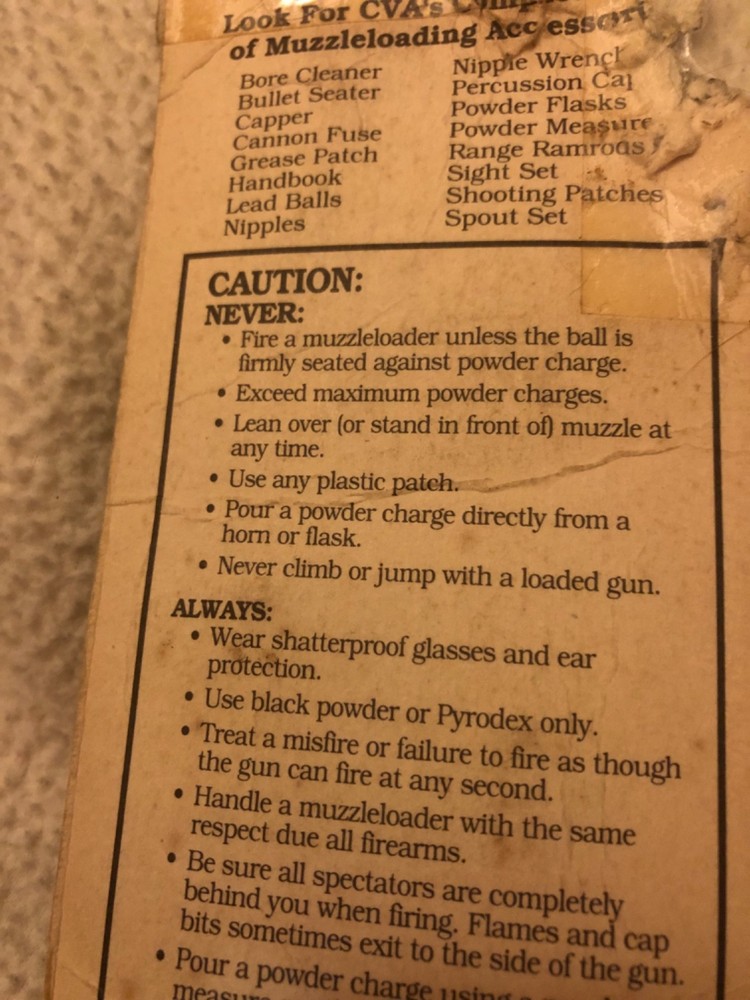 Look For CVA's
of Muzzleloading Accessori
Bore Cleaner
Bullet Seater
Capper
Cannon Fuse
Grease Patch
Handbook
Lead Balls
Nipples
Nipple Wrench
Percussion Cap
Powder Flasks
Powder Measure
Range Ramrods
Sight Set
Shooting Patches
Spout Set
CAUTION:
NEVER:
• Fire a muzzleloader unless the ball is
firmly seated against powder charge.
• Exceed maximum powder charges.
• Lean over (or stand in front of) muzzle at
any time.
• Use any plastic patch.
• Pour a powder charge directly from a
horn or flask.
• Never climb or jump with a loaded gun.
ALWAYS:
• Wear shatterproof glasses and ear
protection.
• Use black powder or Pyrodex only.
• Treat a misfire or failure to fire as though
the gun can fire at any second.
• Handle a muzzleloader with the same
respect due all firearms.
• Be sure all spectators are completely
behind you when firing. Flames and cap
bits sometimes exit to the side of the gun.
• Pour a powder charge using